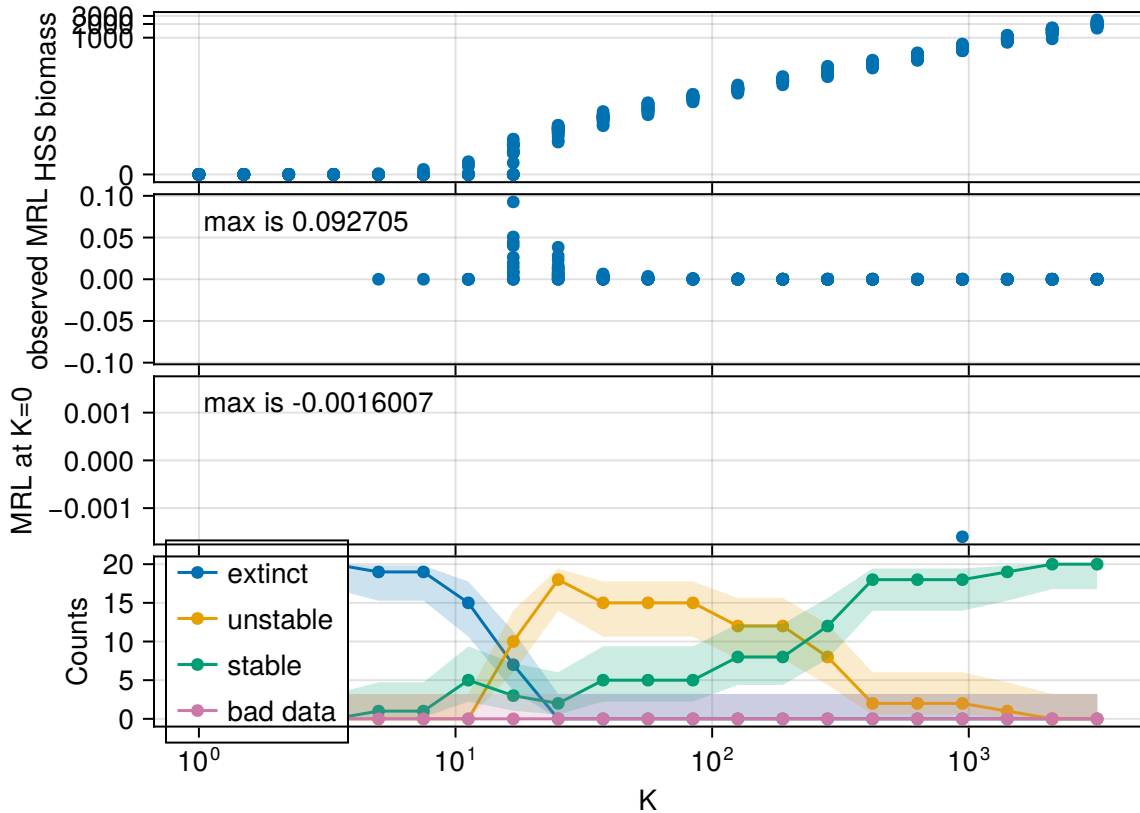 3000
2000
1000
0
HSS biomass
0.10
0.05
0.00
−0.05
−0.10
observed MRL
max is 0.092705
0.001
0.000
−0.001
MRL at K=0
max is -0.0016007
20
15
10
5
0
Counts
extinct
unstable
stable
bad data
10⁰
10¹
10²
10³
K